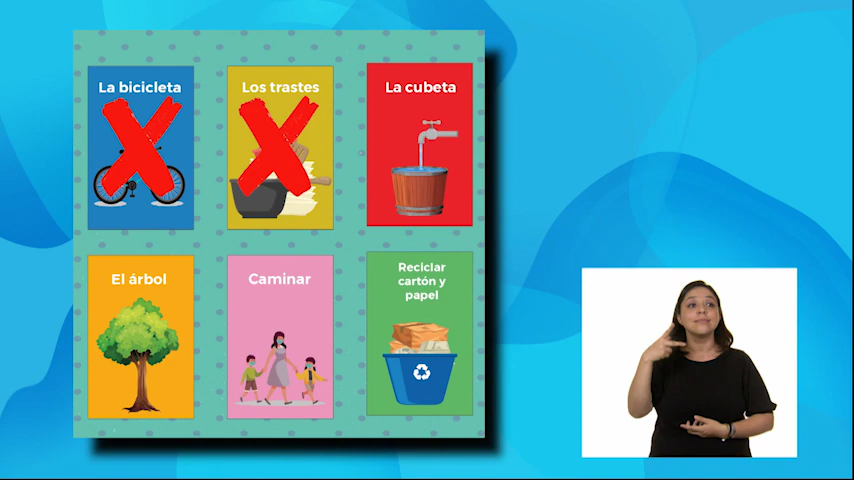 La bicicleta
Los trastes
La cubeta
El árbol
Caminar
Reciclar
cartón y
papel